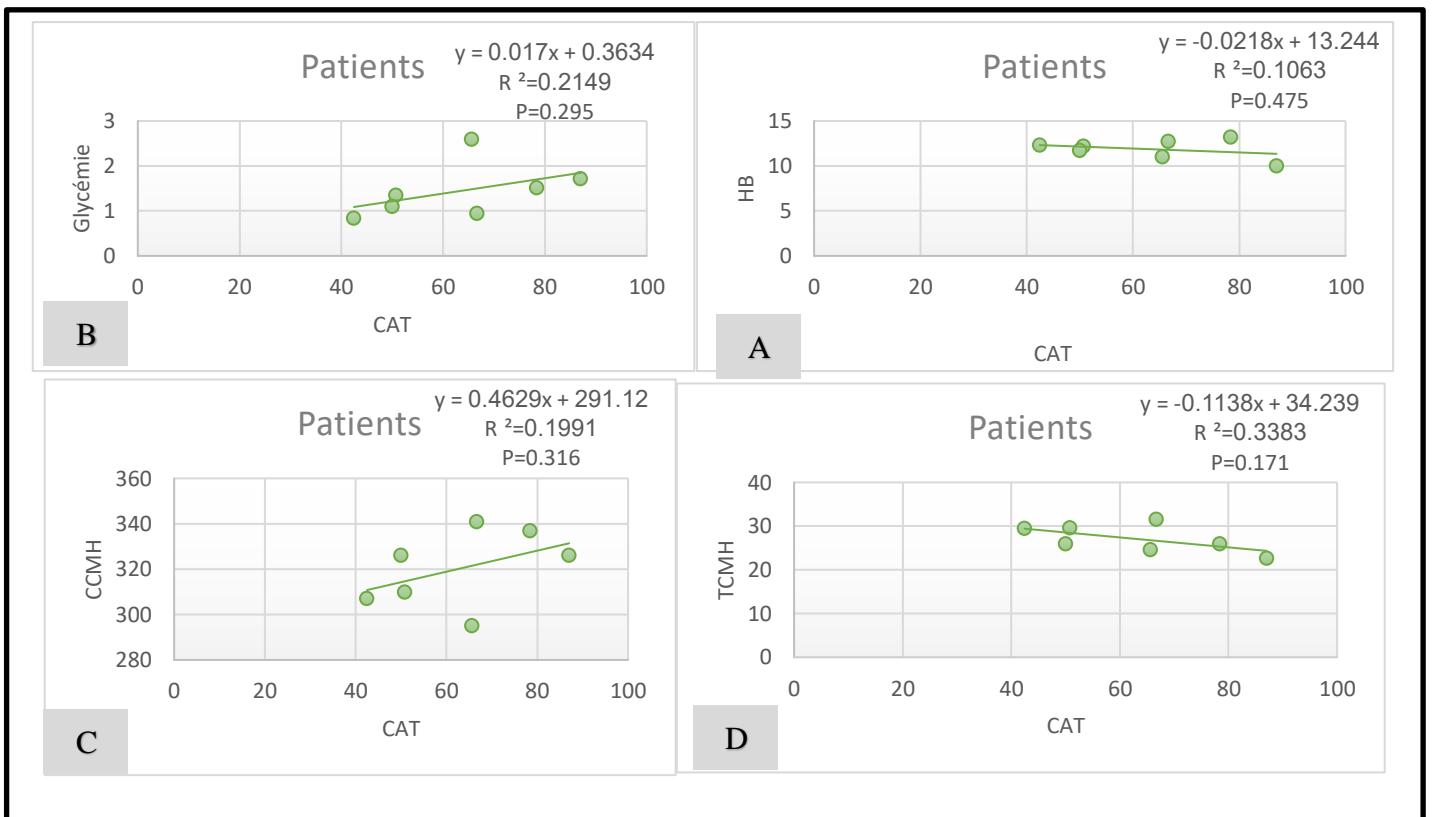 Patients
y = 0.017x + 0.3634
R ²=0.2149
P=0.295
3
2
1
0
Glycémie
0 20 40 60 80 100
CAT
B
Patients
y = -0.0218x + 13.244
R ²=0.1063
P=0.475
15
10
5
0
HB
0 20 40 60 80 100
CAT
A
Patients
y = 0.4629x + 291.12
R ²=0.1991
P=0.316
360
340
320
300
280
CCMH
0 20 40 60 80 100
CAT
C
Patients
y = -0.1138x + 34.239
R ²=0.3383
P=0.171
40
30
20
10
0
TCMH
0 20 40 60 80 100
CAT
D